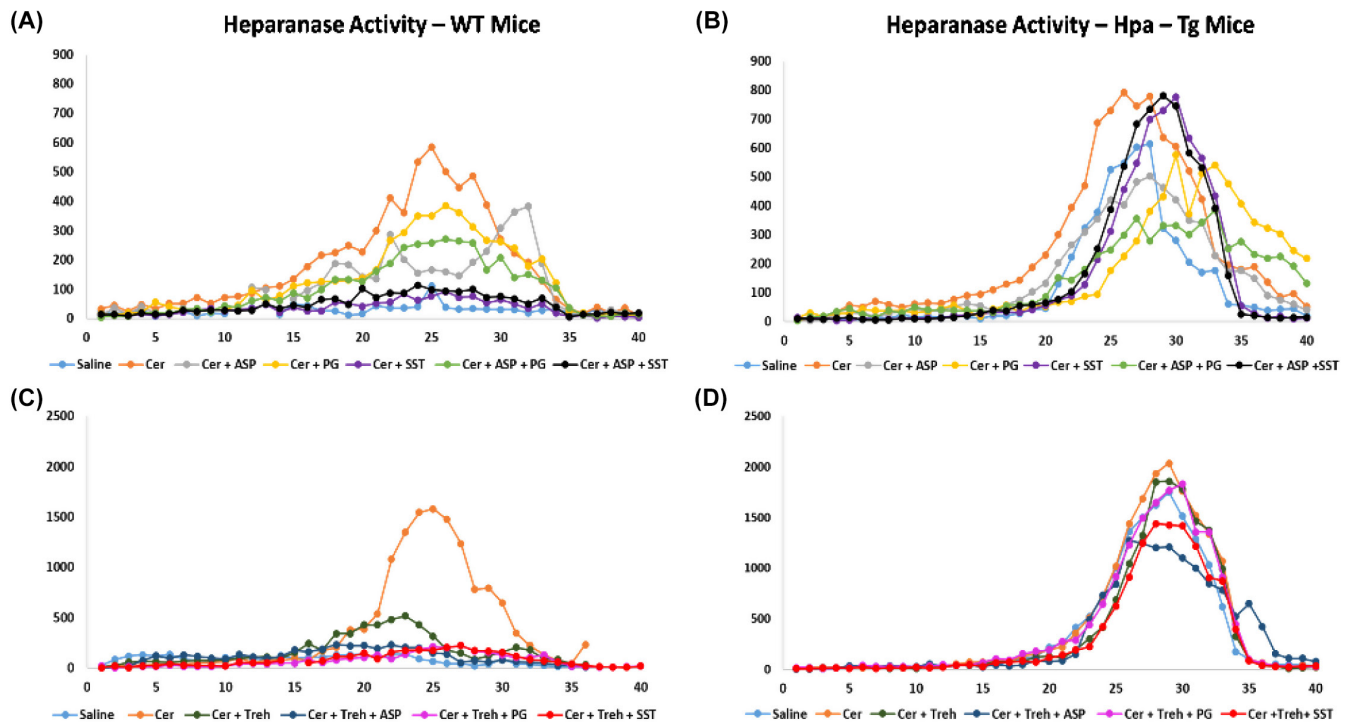 (A) Heparanase Activity – WT Mice
900
800
700
600
500
400
300
200
100
0
0 5 10 15 20 25 30 35 40
Saline Cer Cer + ASP Cer + PG Cer + SST Cer + ASP + PG Cer + ASP + SST
(B) Heparanase Activity – Hpa – Tg Mice
900
800
700
600
500
400
300
200
100
0
0 5 10 15 20 25 30 35 40
Saline Cer Cer + ASP Cer + PG Cer + SST Cer + ASP + PG Cer + ASP +SST
(C)
2500
2000
1500
1000
500
0
0 5 10 15 20 25 30 35 40
Saline Cer Cer + Treh Cer + Treh + ASP Cer + Treh + PG Cer + Treh + SST
(D)
2500
2000
1500
1000
500
0
0 5 10 15 20 25 30 35 40
Saline Cer Cer + Treh Cer + Treh + ASP Cer + Treh + PG Cer +Treh + SST